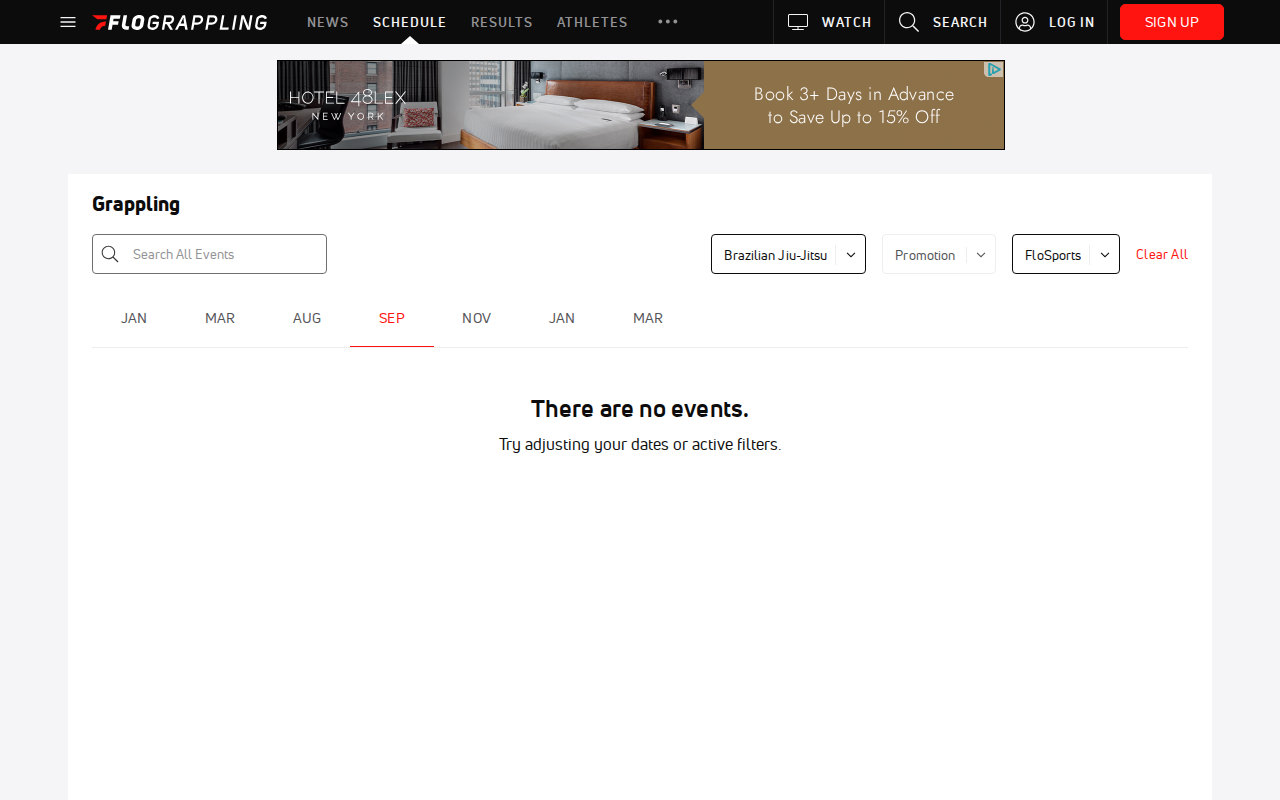 FLOGRAPPLING
NEWS
SCHEDULE
RESULTS
ATHLETES
WATCH
SEARCH
LOG IN
SIGN UP
HOTEL 48LEX
NEW YORK
Book 3+ Days in Advance
to Save Up to 15% Off
Grappling
Search All Events
Brazilian Jiu-Jitsu
Promotion
FloSports
Clear All
JAN
MAR
AUG
SEP
NOV
JAN
MAR
There are no events.
Try adjusting your dates or active filters.